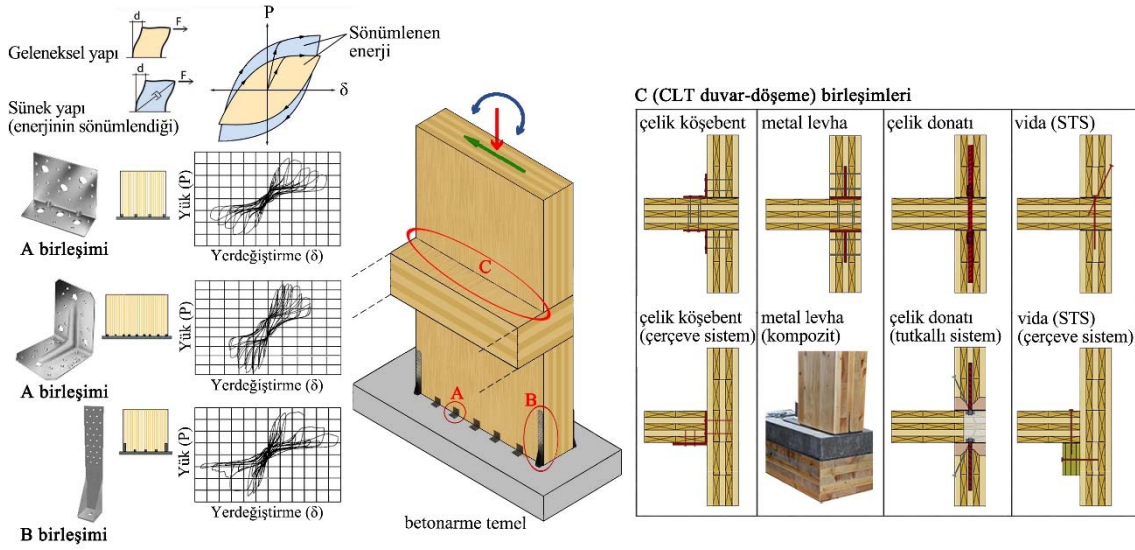 d
F
Geleneksel yapı
d
F
Sünek yapı
(enerjinin sönümlendiği)
P
δ
Sönümlenen
enerji
A birleşimi
Yük (P)
Yerdeğiştirme (δ)
A birleşimi
Yük (P)
Yerdeğiştirme (δ)
B birleşimi
Yük (P)
Yerdeğiştirme (δ)
C
A
B
betonarme temel
C (CLT duvar-döşeme) birleşimleri
çelik köşebent
metal levha
çelik donatı
vida (STS)
çelik köşebent
(çerçeve sistem)
metal levha
(kompozit)
çelik donatı
(tutkallı sistem)
vida (STS)
(çerçeve sistem)